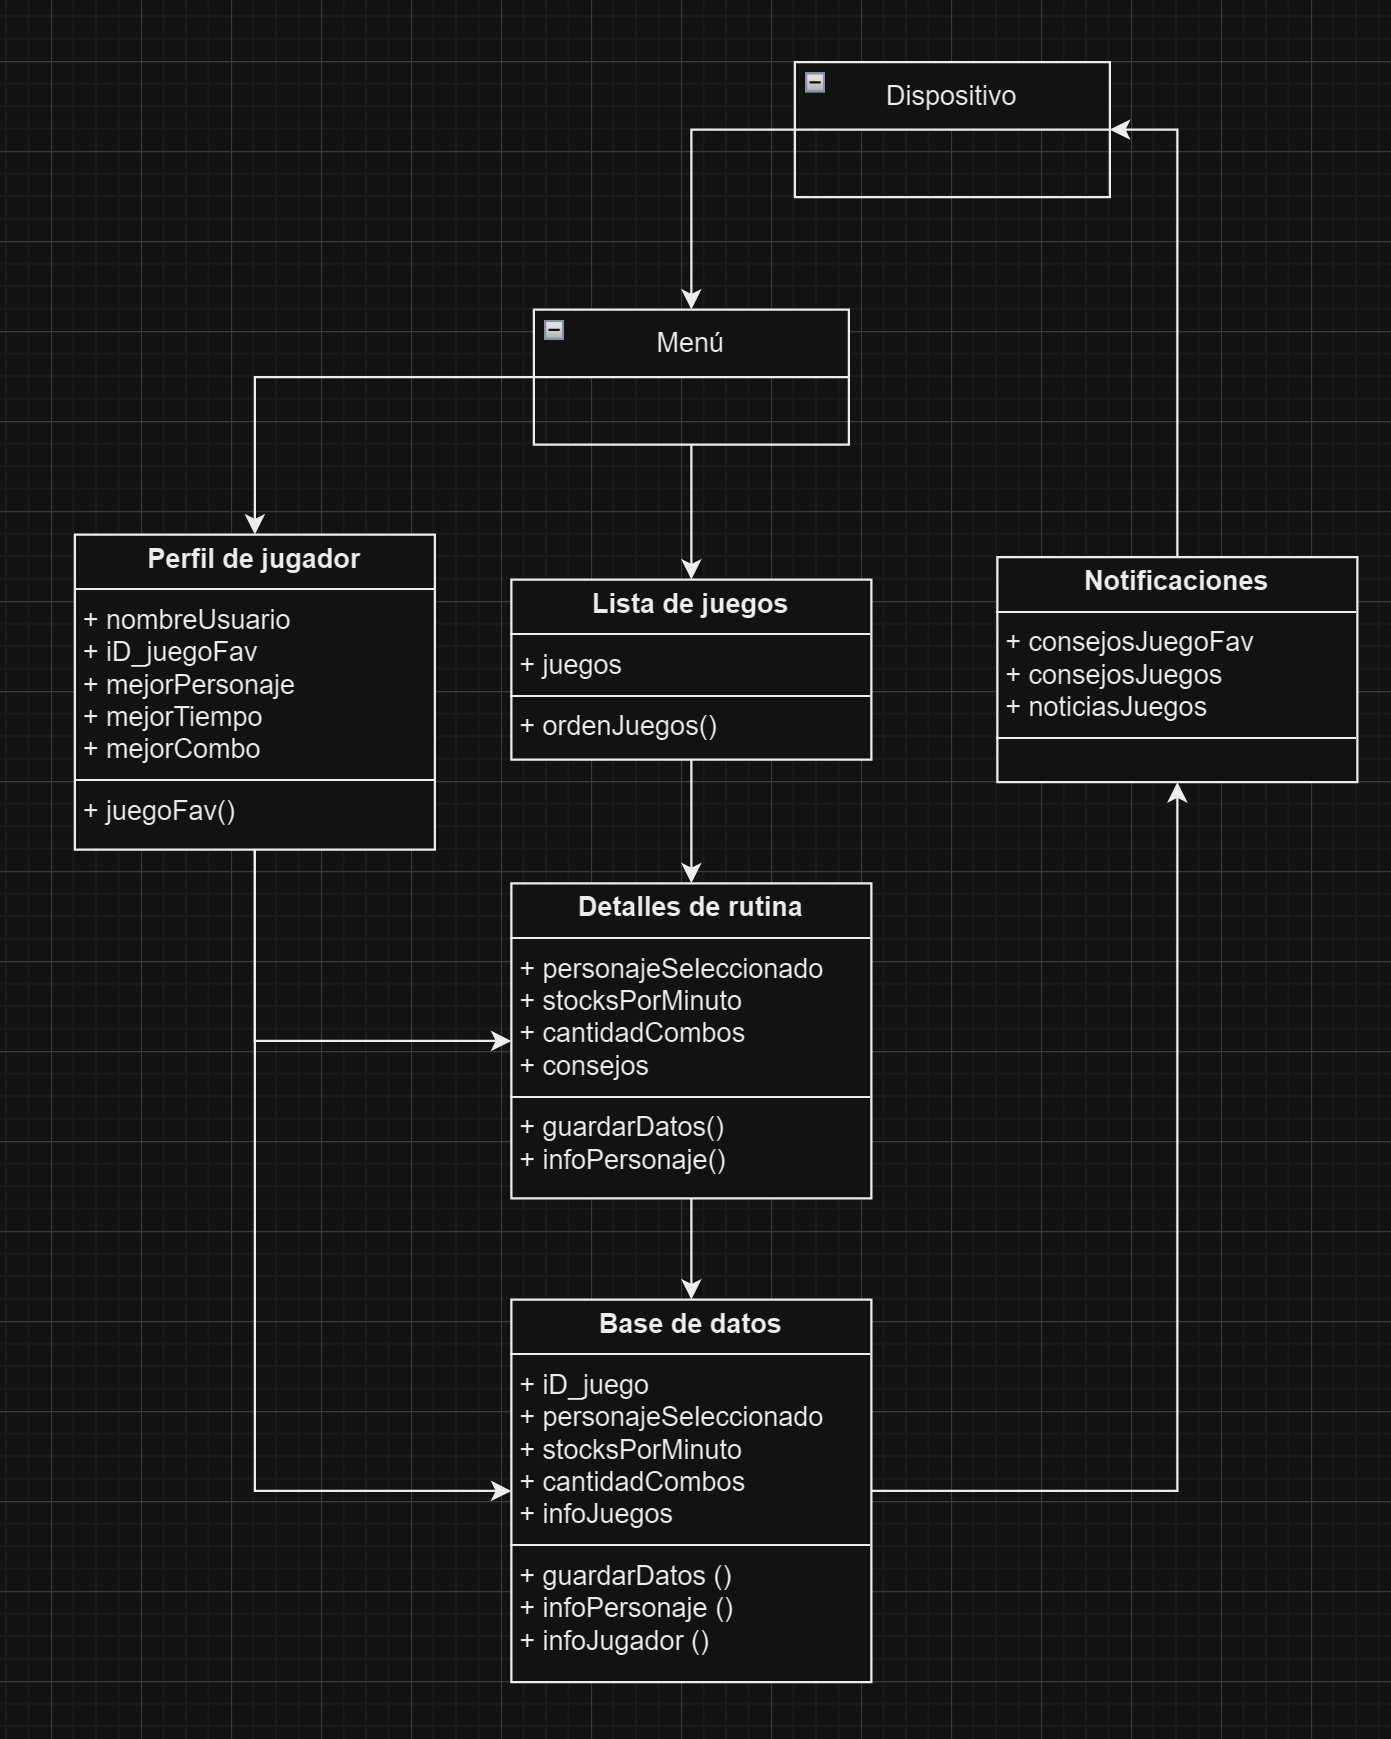 Dispositivo
Menú
Perfil de jugador
+ nombreUsuario
+ iD_juegoFav
+ mejorPersonaje
+ mejorTiempo
+ mejorCombo
+ juegoFav()
Lista de juegos
+ juegos
+ ordenJuegos()
Notificaciones
+ consejosJuegoFav
+ consejosJuegos
+ noticiasJuegos
Detalles de rutina
+ personajeSeleccionado
+ stocksPorMinuto
+ cantidadCombos
+ consejos
+ guardarDatos()
+ infoPersonaje()
Base de datos
+ iD_juego
+ personajeSeleccionado
+ stocksPorMinuto
+ cantidadCombos
+ infoJuegos
+ guardarDatos ()
+ infoPersonaje ()
+ infoJugador ()